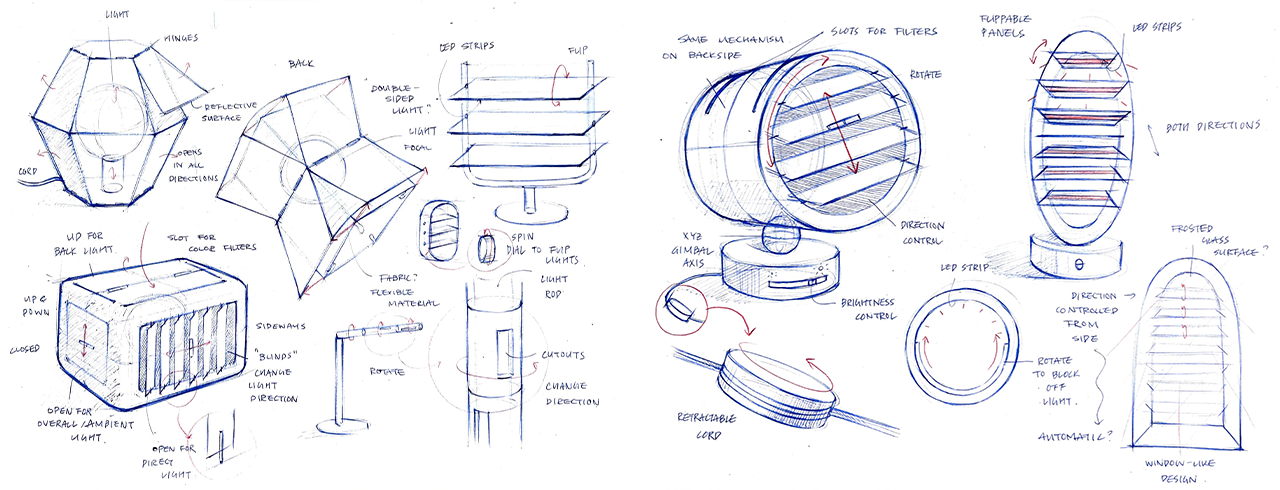 LIGHT
HINGES
REFLECTIVE
SURFACE
OPENS
IN ALL
DIRECTIONS
CORD
BACK
LED STRIPS
FLIP
DOUBLE-
SIDED
LIGHT?
LIGHT
FOCAL
SPIN
DIAL TO FLIP
LIGHTS
FABRIC?
FLEXIBLE
MATERIAL
UP FOR
BACK LIGHT.
SLOT FOR
COLOR FILTERS
UP &
DOWN
CLOSED
SIDEWAYS
"BLINDS"
CHANGE
LIGHT
DIRECTION
OPEN FOR
OVERALL/AMBIENT
LIGHT.
OPEN FOR
DIRECT
LIGHT
ROTATE
LIGHT
ROD
CUTOUTS
CHANGE
DIRECTION
SAME MECHANISM
ON BACKSIDE
SLOTS FOR FILTERS
ROTATE
DIRECTION
CONTROL
XYZ
GIMBAL
AXIS
BRIGHTNESS
CONTROL
RETRACTABLE
CORD
FLIPPABLE
PANELS
LED STRIPS
BOTH DIRECTIONS
LED STRIP
ROTATE
TO BLOCK
OFF
LIGHT.
FROSTED
GLASS
SURFACE?
DIRECTION
CONTROLLED
FROM
SIDE
AUTOMATIC?
WINDOW-LIKE
DESIGN.